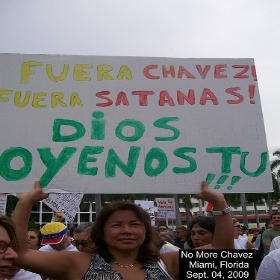 FUERA CHAVEZ!
FUERA SATANAS!
DIOS
OYENOS TU!!!
No More Chavez
Miami, Florida
Sept. 04, 2009